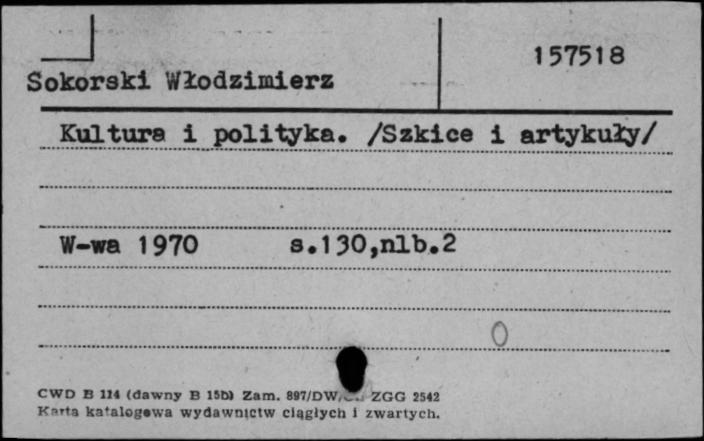 157518
Sokorski Włodzimierz
Kultura i polityka. /Szkice i artykuły/
W-wa 1970 s.130,nlb.2
CWD B 114 (dawny B 15b) Zam. 897/DW/ ZGG 2542
Karta katalogowa wydawnictw ciągłych i zwartych.